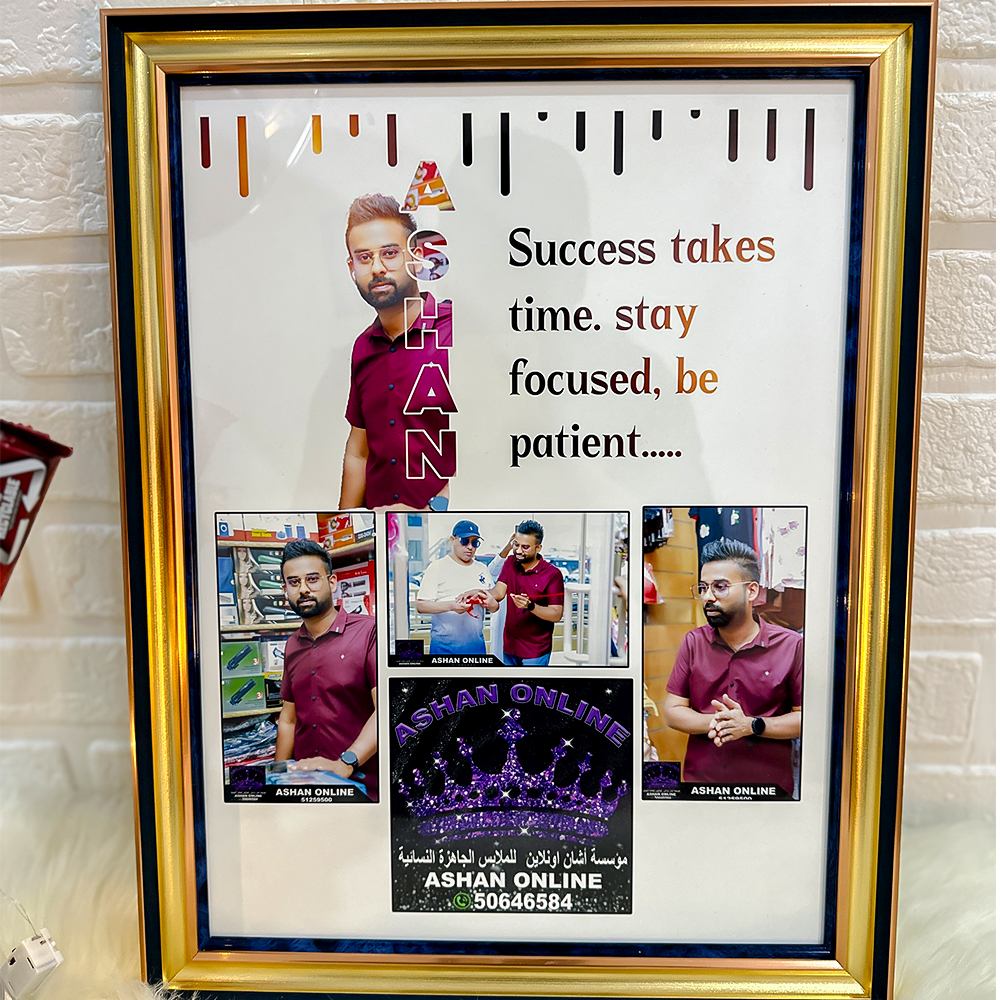 ASHAN
Success takes
time. stay
focused, be
patient.....
ASHAN ONLINE
51259500
ASHAN ONLINE
ASHAN ONLINE
51259500
ASHAN ONLINE
مؤسسة أشان اونلاين للملابس الجاهزة النسائية
ASHAN ONLINE
50646584